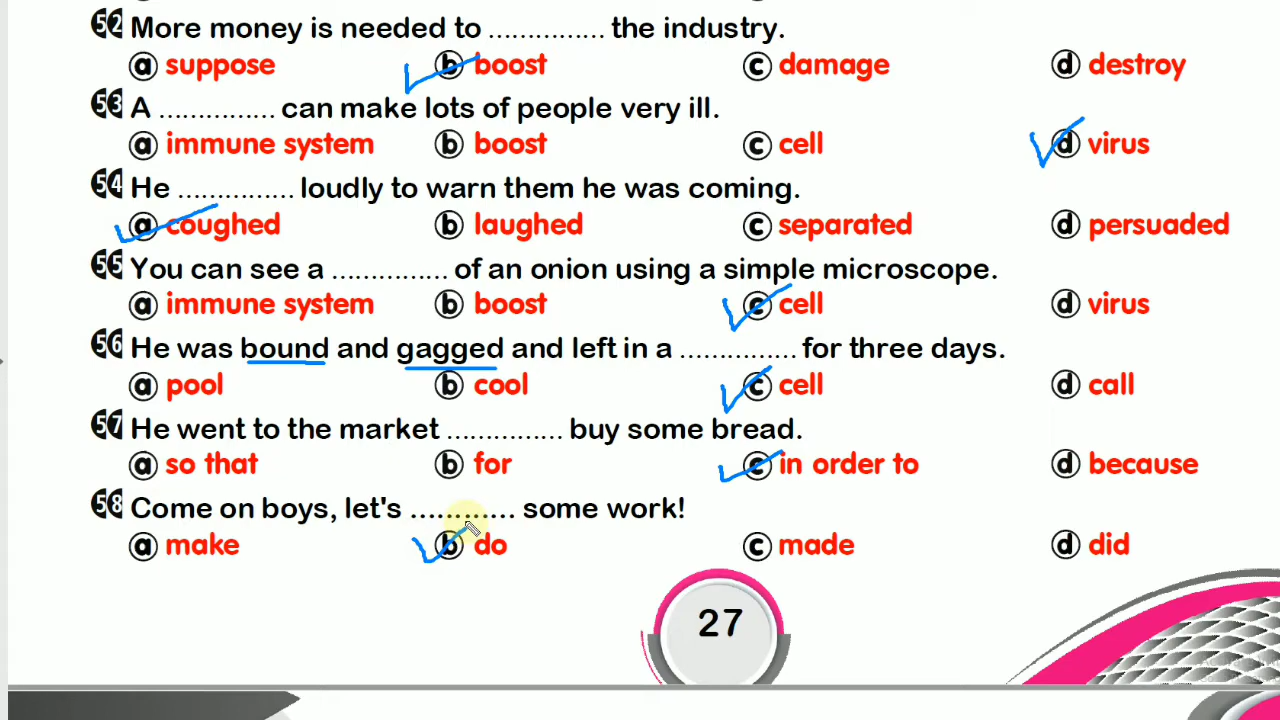 52 More money is needed to ............... the industry.
a suppose b boost c damage d destroy
53 A ............... can make lots of people very ill.
a immune system b boost c cell d virus
54 He ............... loudly to warn them he was coming.
a coughed b laughed c separated d persuaded
55 You can see a ............... of an onion using a simple microscope.
a immune system b boost c cell d virus
56 He was bound and gagged and left in a ............... for three days.
a pool b cool c cell d call
57 He went to the market ............... buy some bread.
a so that b for c in order to d because
58 Come on boys, let's ............ some work!
a make b do c made d did
27